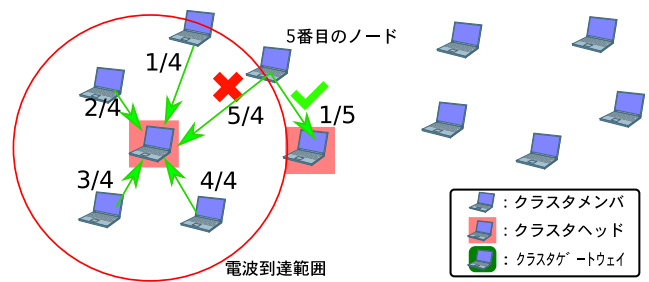 5番目のノード
1/4
2/4
5/4
1/5
3/4
4/4
電波到達範囲
：クラスタメンバ
：クラスタヘッド
：ｸﾗｽﾀｹﾞｰﾄｳｪｲ